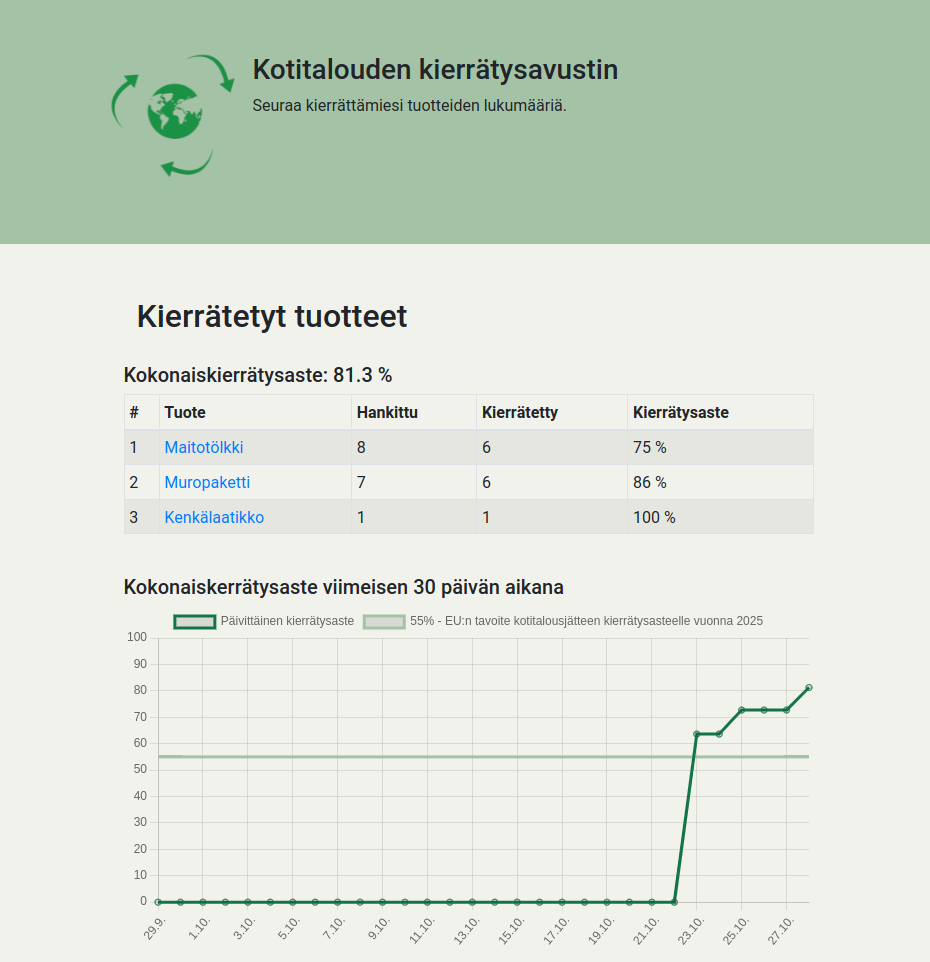 Kotitalouden kierrätysavustin
Seuraa kierrättämiesi tuotteiden lukumääriä.
Kierrätetyt tuotteet
Kokonaiskierrätysaste: 81.3 %
# Tuote Hankittu Kierrätetty Kierrätysaste
1 Maitotölkki 8 6 75 %
2 Muropaketti 7 6 86 %
3 Kenkälaatikko 1 1 100 %
Kokonaiskerrätysaste viimeisen 30 päivän aikana
Päivittäinen kierrätysaste 55% - EU:n tavoite kotitalousjätteen kierrätysasteelle vuonna 2025
100
90
80
70
60
50
40
30
20
10
0
29.9. 1.10. 3.10. 5.10. 7.10. 9.10. 11.10. 13.10. 15.10. 17.10. 19.10. 21.10. 23.10. 25.10. 27.10.